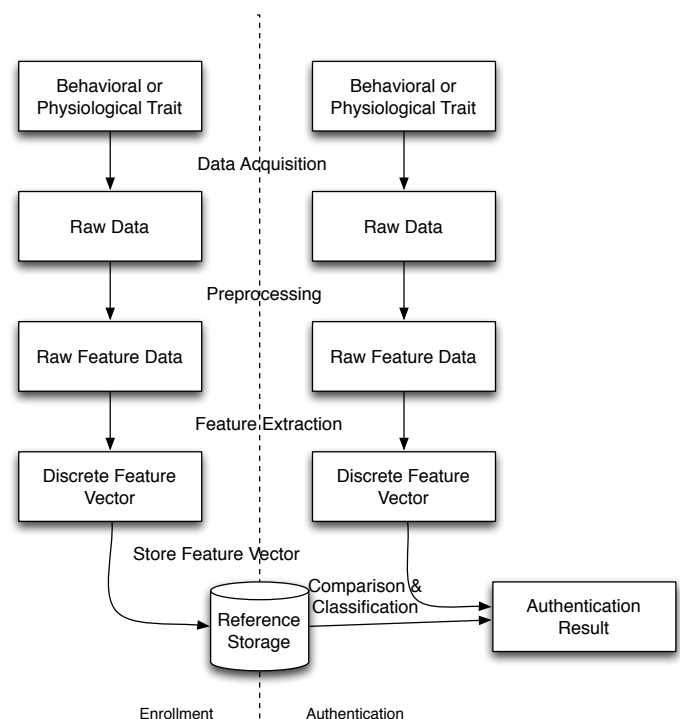 Behavioral or
Physiological Trait
Behavioral or
Physiological Trait
Data Acquisition
Raw Data
Raw Data
Preprocessing
Raw Feature Data
Raw Feature Data
Feature Extraction
Discrete Feature
Vector
Discrete Feature
Vector
Store Feature Vector
Comparison &
Classification
Reference
Storage
Authentication
Result
Enrollment
Authentication